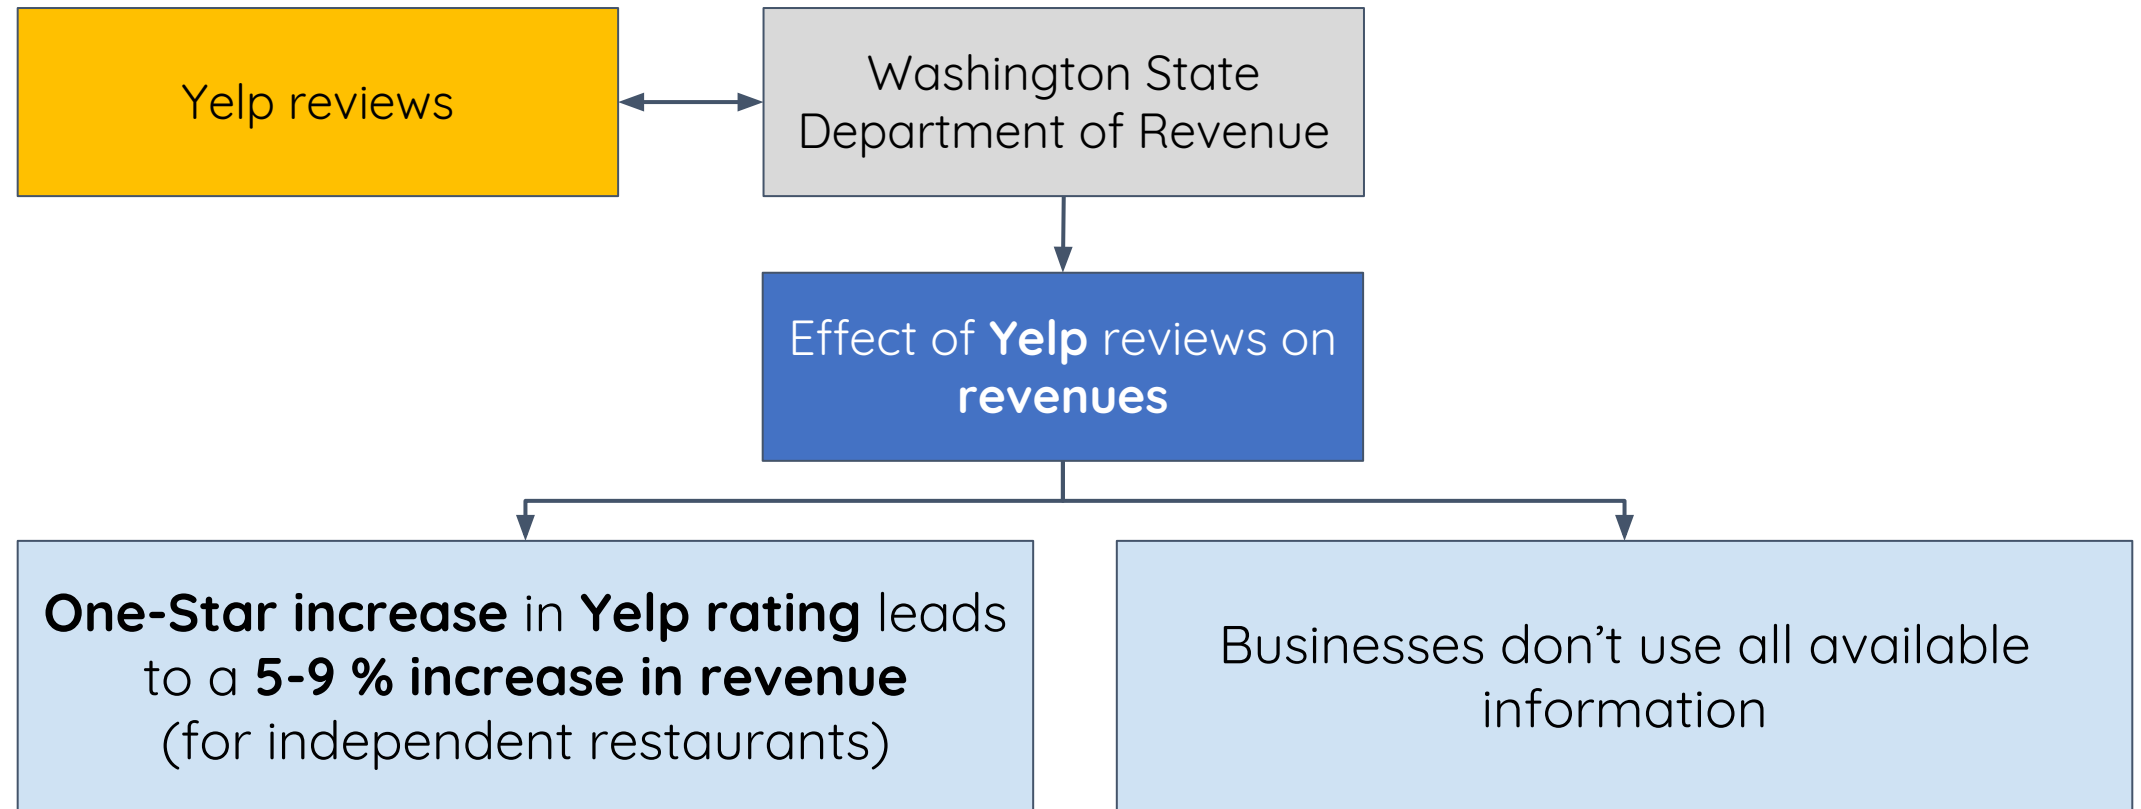 Yelp reviews
Washington State
Department of Revenue
Effect of Yelp reviews on
revenues
One-Star increase in Yelp rating leads
to a 5-9 % increase in revenue
(for independent restaurants)
Businesses don’t use all available
information